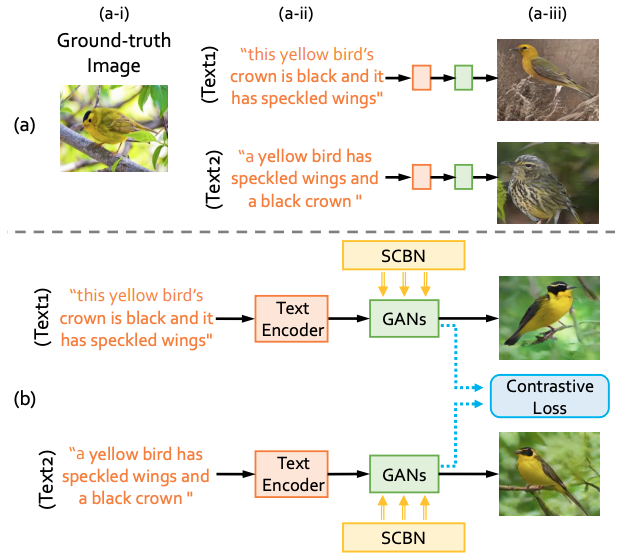 (a-i)
(a-ii)
(a-iii)
Ground-truth
Image
(a)
(Text1)
“this yellow bird’s
crown is black and it
has speckled wings"
(Text2)
“a yellow bird has
speckled wings and
a black crown "
SCBN
(Text1)
“this yellow bird’s
crown is black and it
has speckled wings"
Text
Encoder
GANs
Contrastive
Loss
(b)
(Text2)
“a yellow bird has
speckled wings and
a black crown "
Text
Encoder
GANs
SCBN